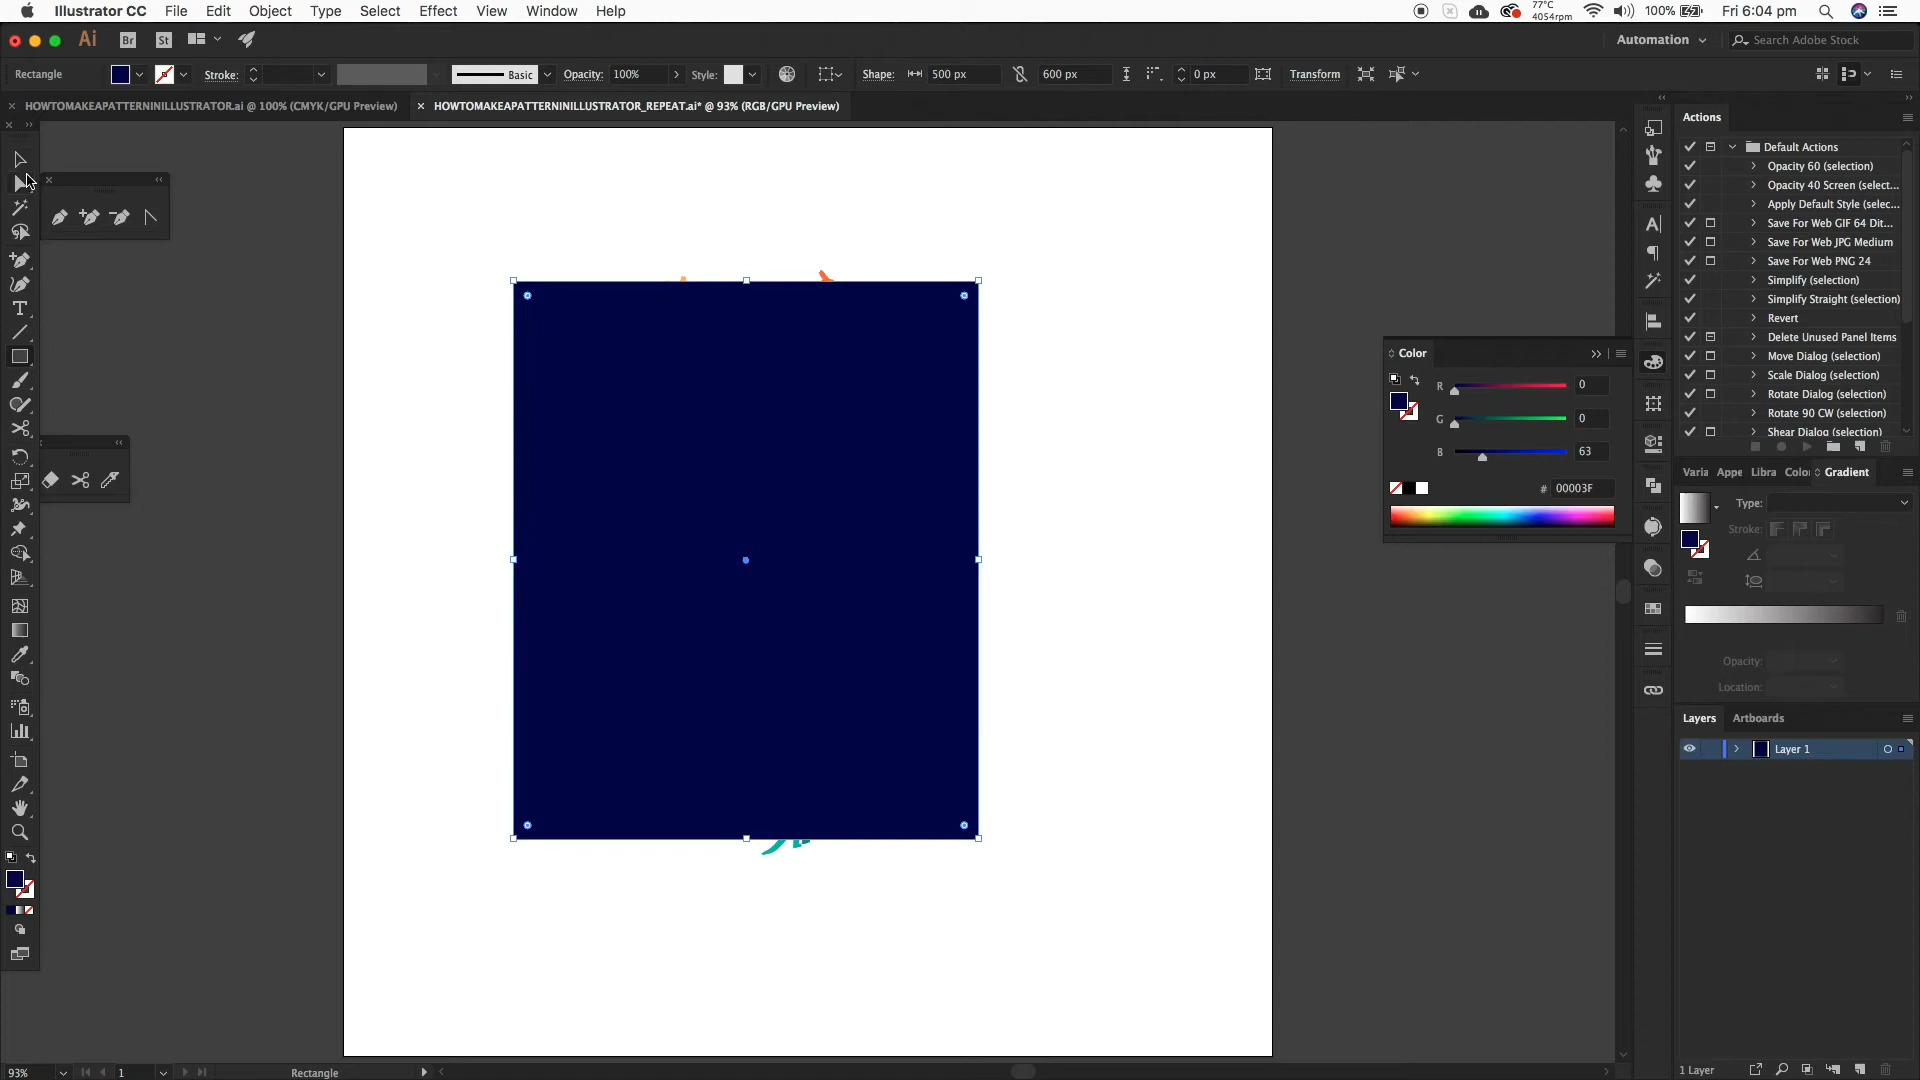 Illustrator CC File Edit Object Type Select Effect View Window Help 77°C 4054rpm 100% Fri 6:04 pm
Ai Br St Automation Search Adobe Stock
Rectangle Stroke: Basic Opacity: 100% Style: Shape: 500 px 600 px 0 px Transform
HOWTOMAKEAPATTERNINILLUSTRATOR.ai @ 100% (CMYK/GPU Preview) HOWTOMAKEAPATTERNINILLUSTRATOR_REPEAT.ai* @ 93% (RGB/GPU Preview)
Actions
Default Actions
Opacity 60 (selection)
Opacity 40 Screen (select...
Apply Default Style (selec...
Save For Web GIF 64 Dit...
Save For Web JPG Medium
Save For Web PNG 24
Simplify (selection)
Simplify Straight (selection)
Revert
Delete Unused Panel Items
Move Dialog (selection)
Scale Dialog (selection)
Rotate Dialog (selection)
Rotate 90 CW (selection)
Shear Dialog (selection)
Color
R 0
G 0
B 63
# 00003F
Varia Appe Libra Color Gradient
Type:
Stroke:
Opacity:
Location:
Layers Artboards
Layer 1
93% 1 Rectangle 1 Layer